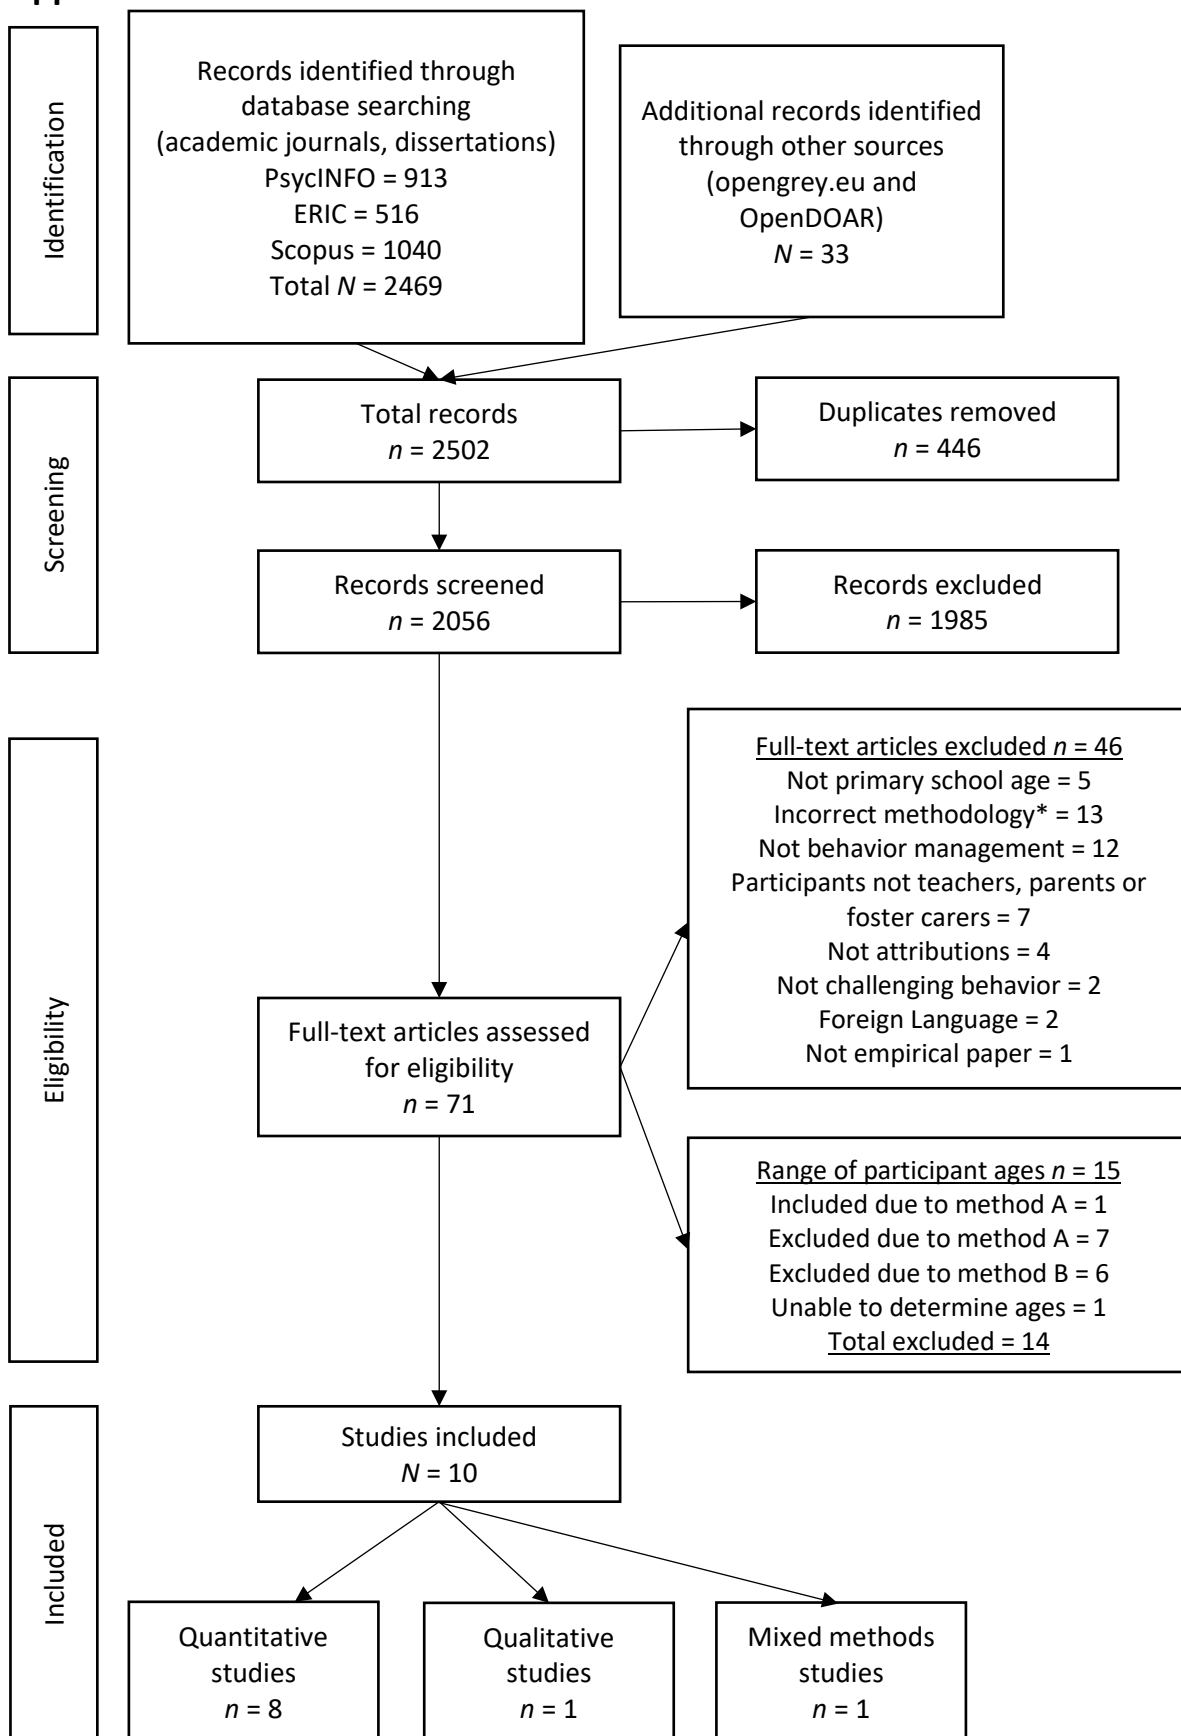 Identification
Records identified through
database searching
(academic journals, dissertations)
PsycINFO = 913
ERIC = 516
Scopus = 1040
Total N = 2469
Additional records identified
through other sources
(opengrey.eu and
OpenDOAR)
N = 33
Screening
Total records
n = 2502
Duplicates removed
n = 446
Records screened
n = 2056
Records excluded
n = 1985
Eligibility
Full-text articles assessed
for eligibility
n = 71
Full-text articles excluded n = 46
Not primary school age = 5
Incorrect methodology* = 13
Not behavior management = 12
Participants not teachers, parents or
foster carers = 7
Not attributions = 4
Not challenging behavior = 2
Foreign Language = 2
Not empirical paper = 1
Range of participant ages n = 15
Included due to method A = 1
Excluded due to method A = 7
Excluded due to method B = 6
Unable to determine ages = 1
Total excluded = 14
Included
Studies included
N = 10
Quantitative
studies
n = 8
Qualitative
studies
n = 1
Mixed methods
studies
n = 1